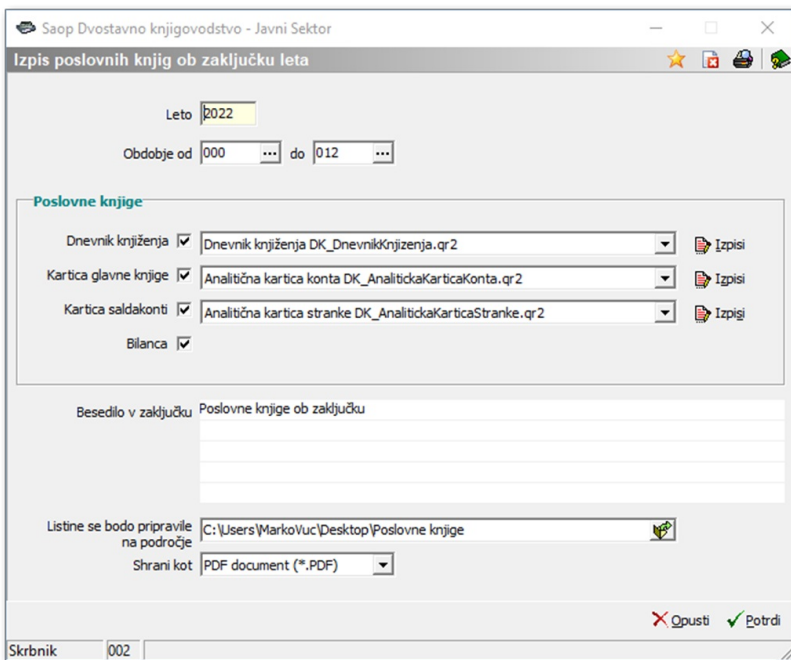 Saop Dvostavno knjigovodstvo - Javni Sektor
Izpis poslovnih knjig ob zaključku leta
Leto 2022
Obdobje od 000 ... do 012 ...
Poslovne knjige
Dnevnik knjiženja Dnevnik knjiženja DK_DnevnikKnjizenja.qr2 Izpisi
Kartica glavne knjige Analitična kartica konta DK_AnalitickaKarticaKonta.qr2 Izpisi
Kartica saldakonti Analitična kartica stranke DK_AnalitickaKarticaStranke.qr2 Izpisi
Bilanca
Besedilo v zaključku Poslovne knjige ob zaključku
Listine se bodo pripravile
na področje C:\Users\MarkoVuc\Desktop\Poslovne knjige
Shrani kot PDF document (*.PDF)
Opusti Potrdi
Skrbnik 002